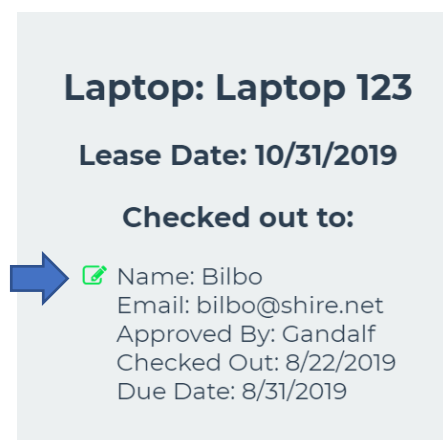 Laptop: Laptop 123
Lease Date: 10/31/2019
Checked out to:
Name: Bilbo
Email: bilbo@shire.net
Approved By: Gandalf
Checked Out: 8/22/2019
Due Date: 8/31/2019